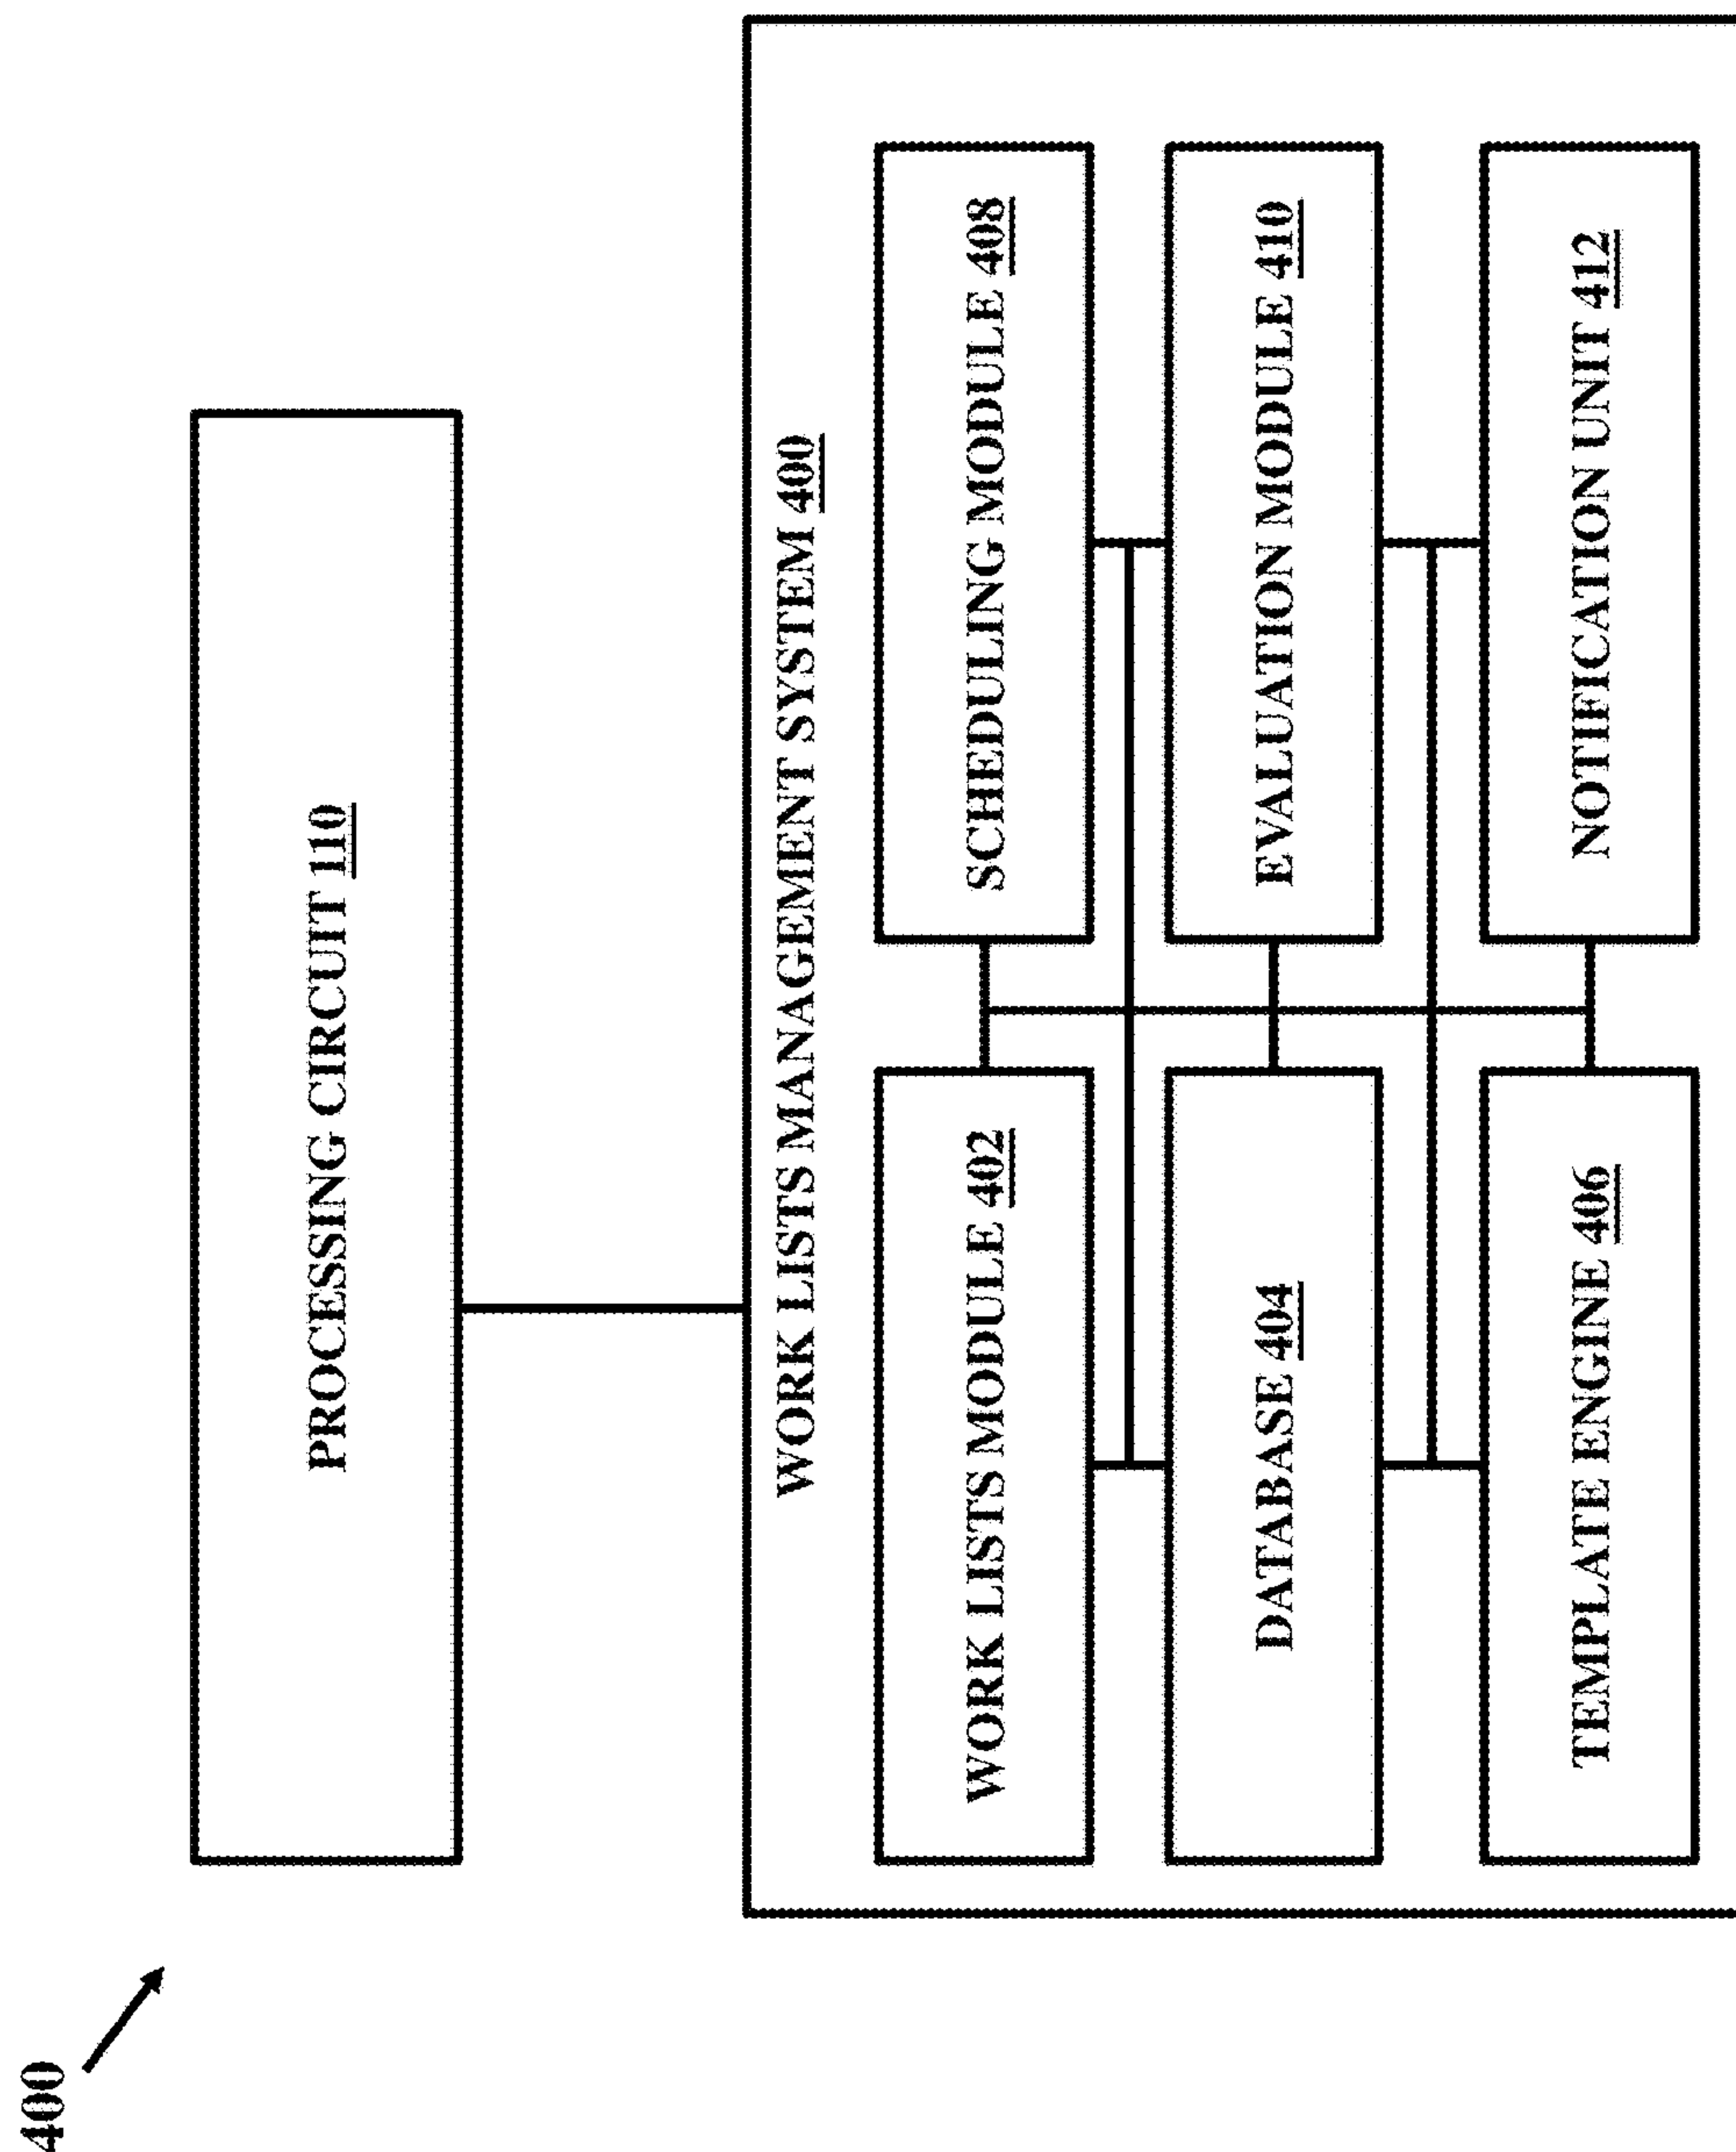 400
PROCESSING CIRCUIT 110
WORK LISTS MANAGEMENT SYSTEM 400
WORK LISTS MODULE 402
SCHEDULING MODULE 408
DATABASE 404
EVALUATION MODULE 410
TEMPLATE ENGINE 406
NOTIFICATION UNIT 412